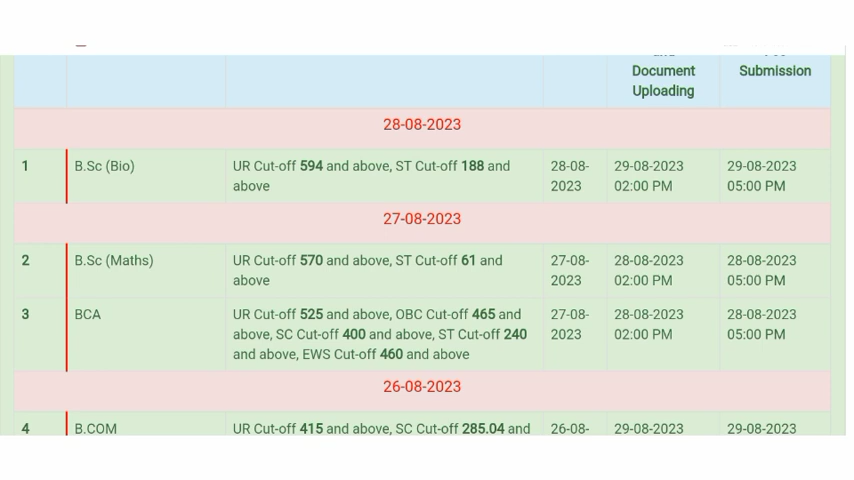 Document Submission
Uploading
28-08-2023
1 B.Sc (Bio) UR Cut-off 594 and above, ST Cut-off 188 and 28-08- 29-08-2023 29-08-2023
above 2023 02:00 PM 05:00 PM
27-08-2023
2 B.Sc (Maths) UR Cut-off 570 and above, ST Cut-off 61 and 27-08- 28-08-2023 28-08-2023
above 2023 02:00 PM 05:00 PM
3 BCA UR Cut-off 525 and above, OBC Cut-off 465 and 27-08- 28-08-2023 28-08-2023
above, SC Cut-off 400 and above, ST Cut-off 240 2023 02:00 PM 05:00 PM
and above, EWS Cut-off 460 and above
26-08-2023
4 B.COM UR Cut-off 415 and above, SC Cut-off 285.04 and 26-08- 29-08-2023 29-08-2023